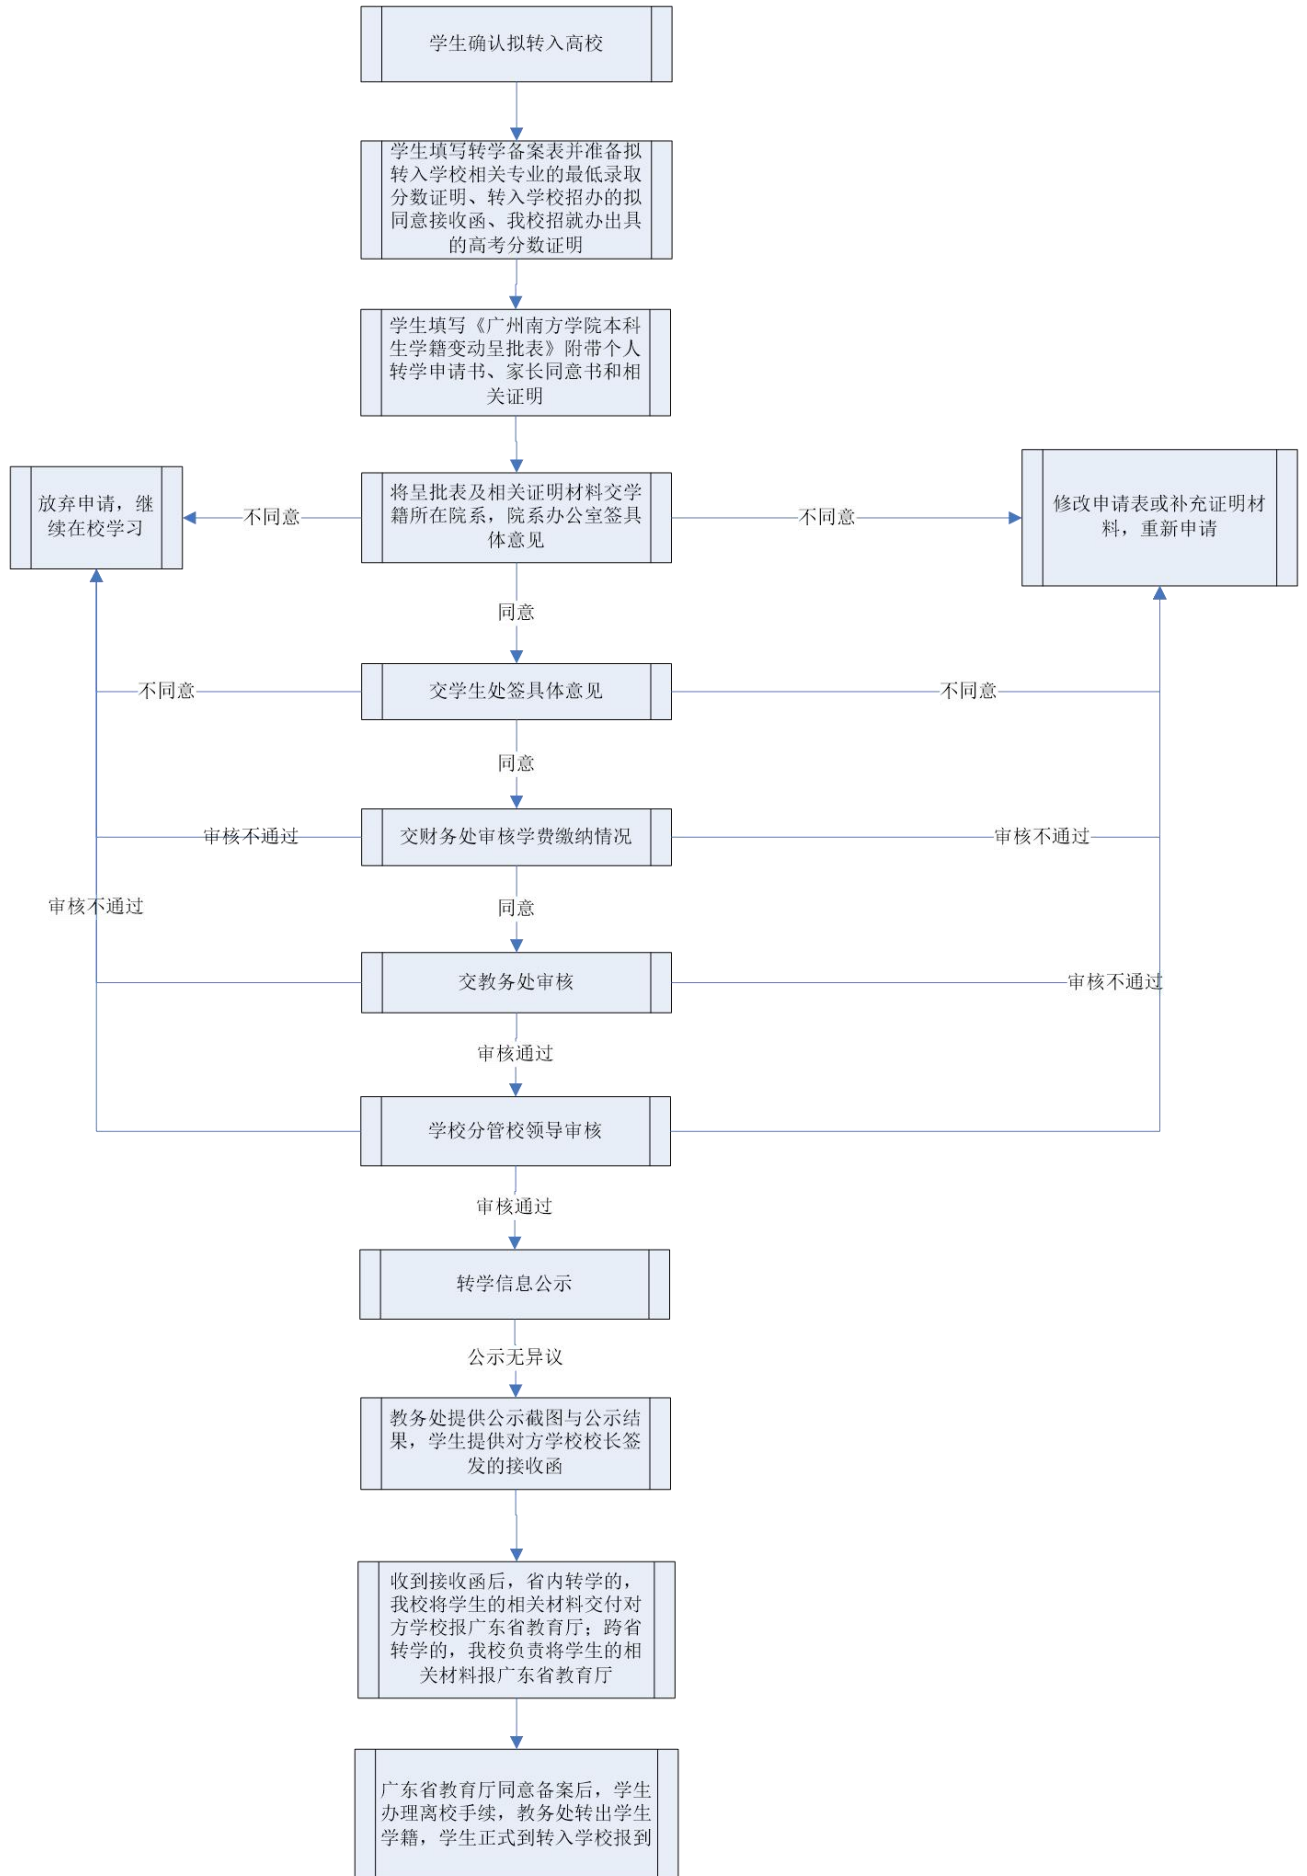 学生确认拟转入高校
学生填写转学备案表并准备拟
转入学校相关专业的最低录取
分数证明、转入学校招办的拟
同意接收函、我校招就办出具
的高考分数证明
学生填写《广州南方学院本科
生学籍变动呈批表》附带个人
转学申请书、家长同意书和相
关证明
放弃申请，继
续在校学习
不同意
将呈批表及相关证明材料交学
籍所在院系，院系办公室签具
体意见
不同意
修改申请表或补充证明材
料，重新申请
同意
不同意
交学生处签具体意见
不同意
同意
审核不通过
交财务处审核学费缴纳情况
审核不通过
审核不通过
同意
交教务处审核
审核不通过
审核通过
学校分管校领导审核
审核通过
转学信息公示
公示无异议
教务处提供公示截图与公示结
果，学生提供对方学校校长签
发的接收函
收到接收函后，省内转学的，
我校将学生的相关材料交付对
方学校报广东省教育厅；跨省
转学的，我校负责将学生的相
关材料报广东省教育厅
广东省教育厅同意备案后，学生
办理离校手续，教务处转出学生
学籍，学生正式到转入学校报到